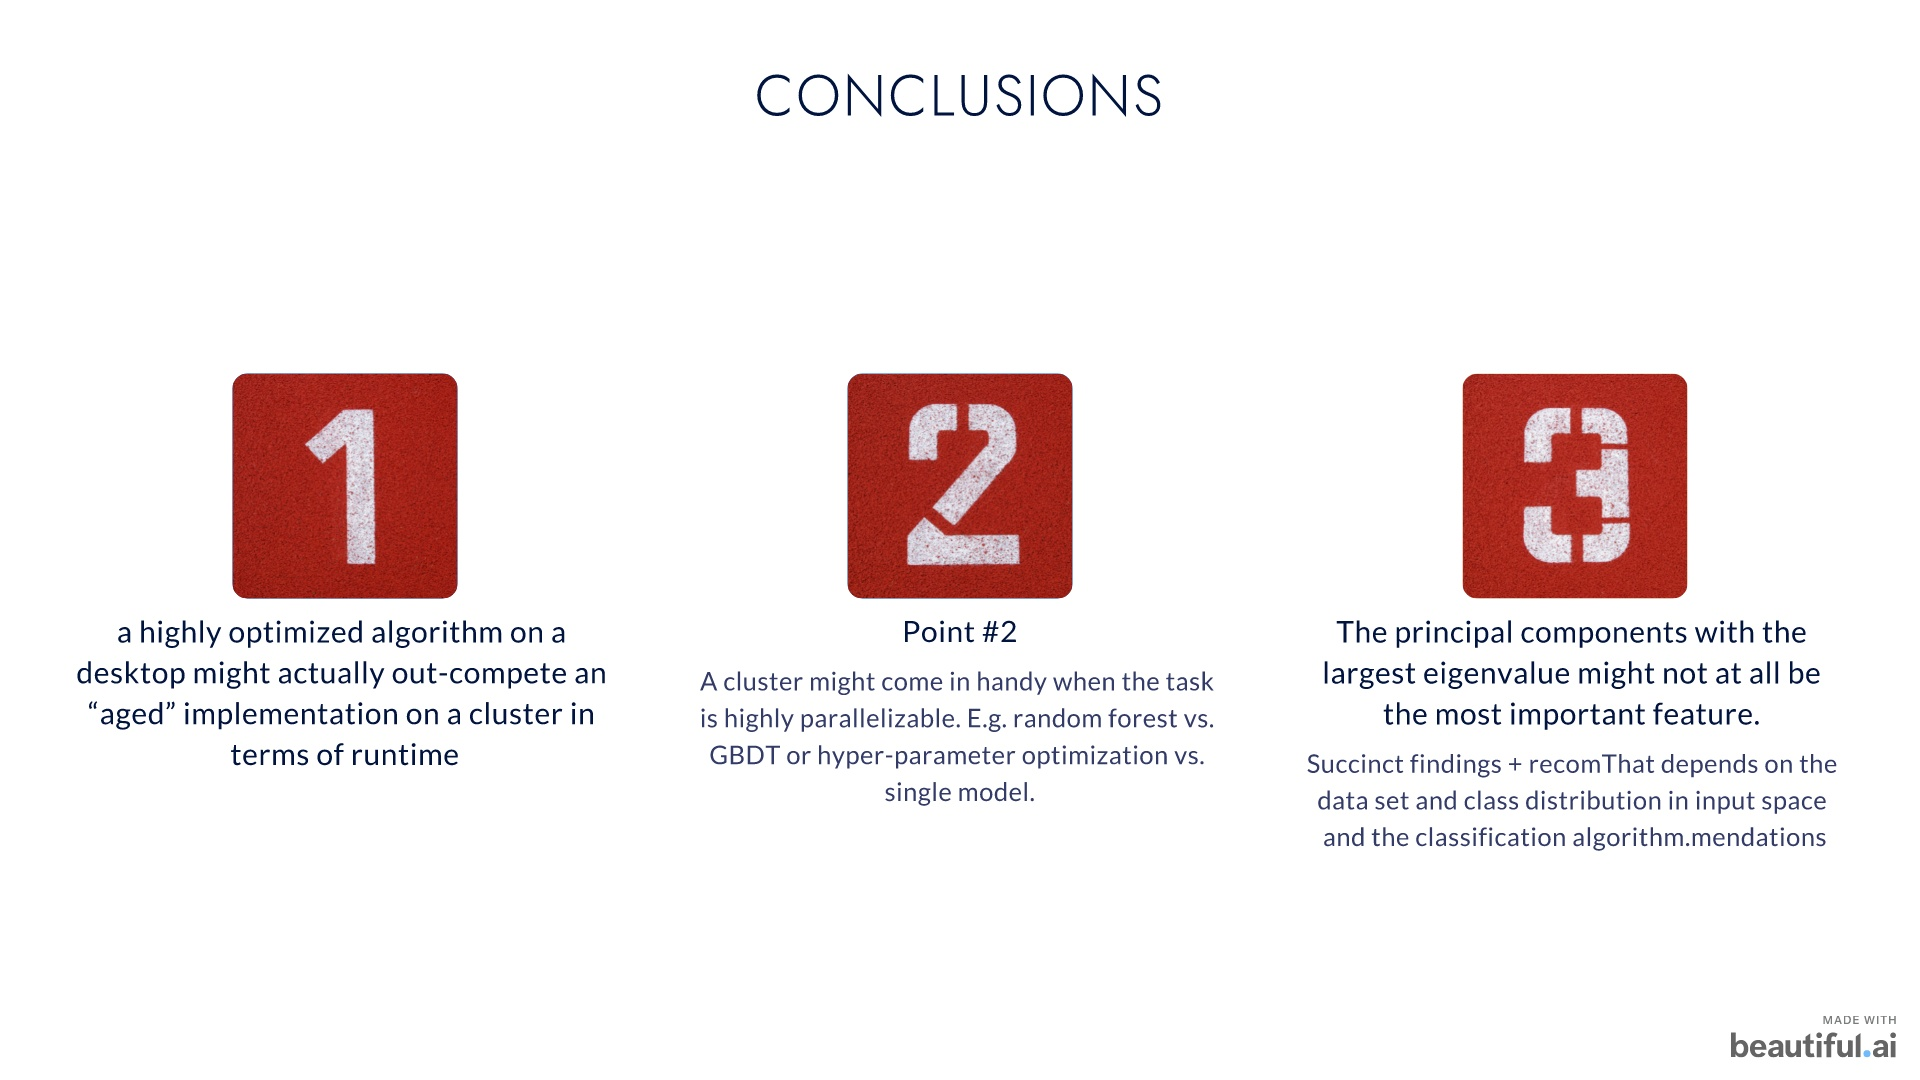 CONCLUSIONS
1
a highly optimized algorithm on a
desktop might actually out-compete an
“aged” implementation on a cluster in
terms of runtime
2
Point #2
A cluster might come in handy when the task
is highly parallelizable. E.g. random forest vs.
GBDT or hyper-parameter optimization vs.
single model.
3
The principal components with the
largest eigenvalue might not at all be
the most important feature.
Succinct findings + recomThat depends on the
data set and class distribution in input space
and the classification algorithm.mendations
MADE WITH
beautiful.ai